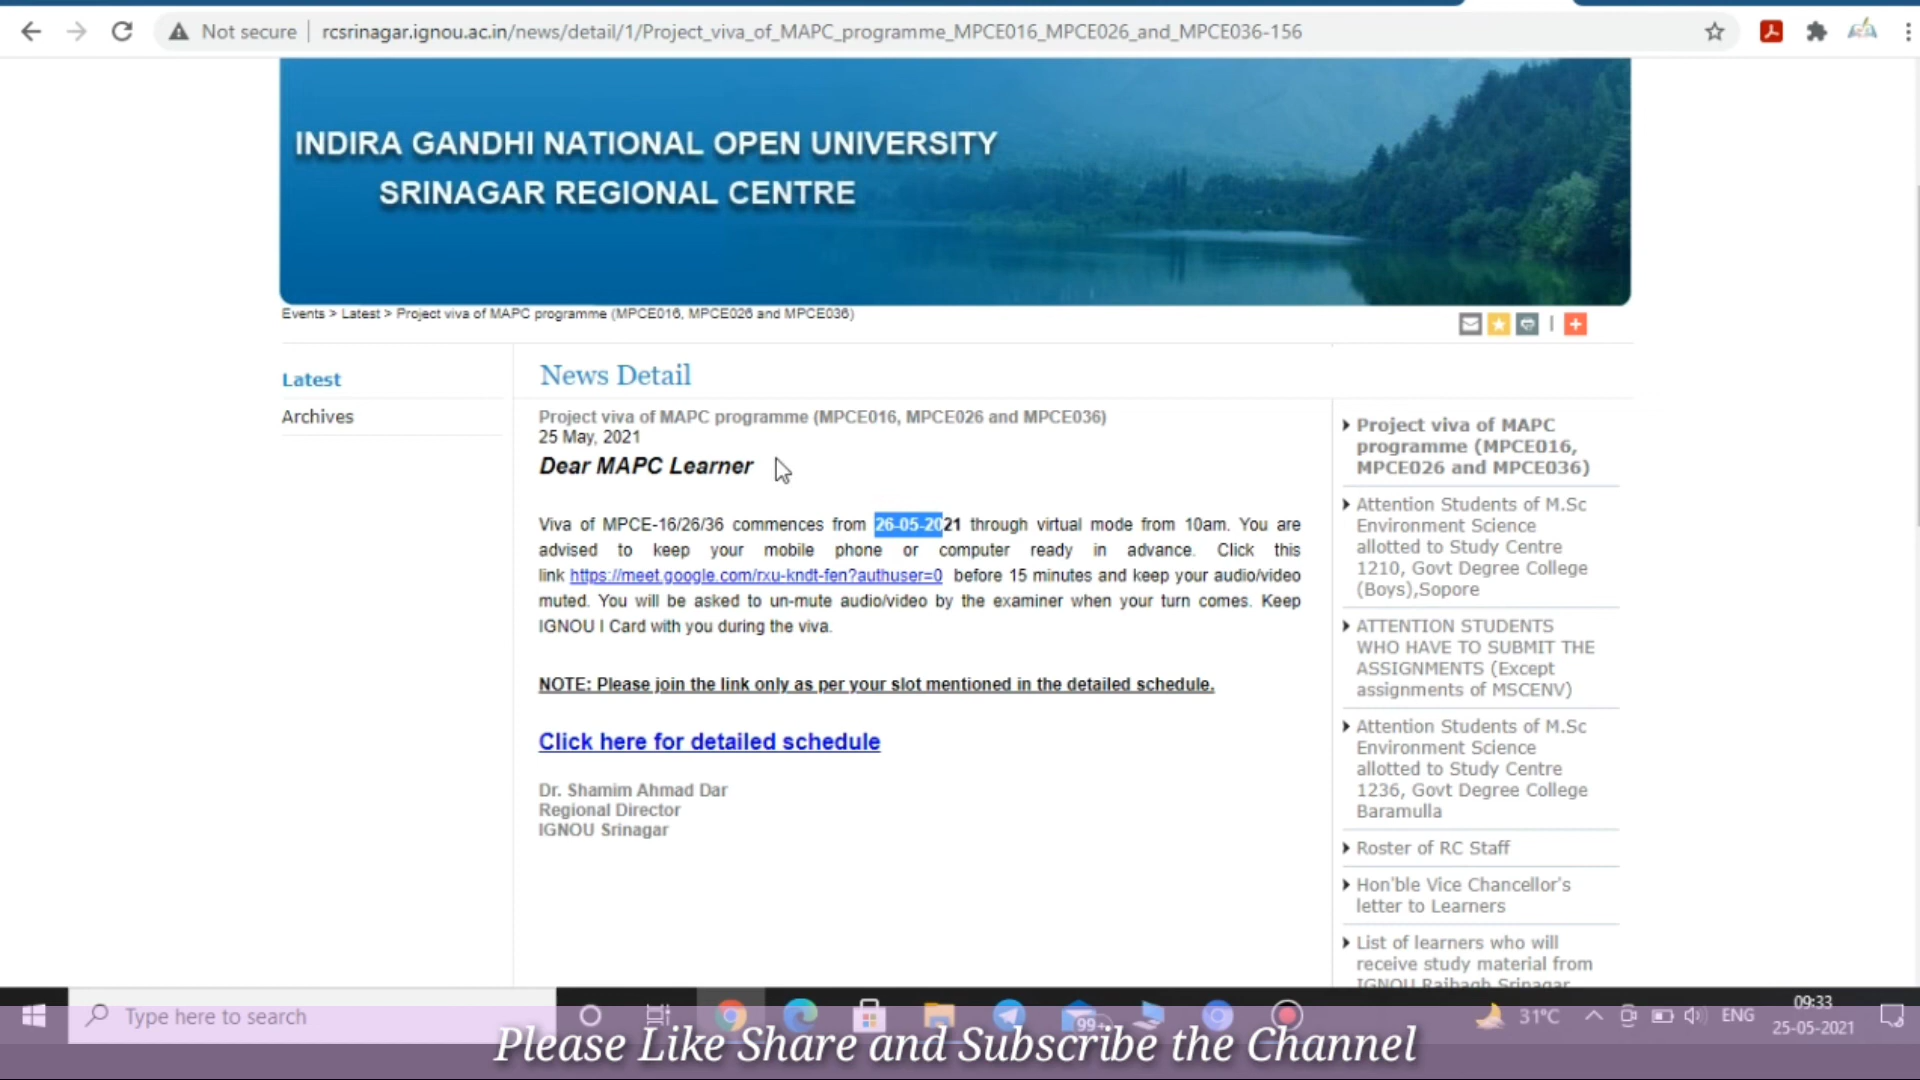 Not secure
rcsrinagar.ignou.ac.in/news/detail/1/Project_viva_of_MAPC_programme_MPCE016_MPCE026_and_MPCE036-156
INDIRA GANDHI NATIONAL OPEN UNIVERSITY
SRINAGAR REGIONAL CENTRE
Events > Latest > Project viva of MAPC programme (MPCE016, MPCE026 and MPCE036)
Latest
Archives
News Detail
Project viva of MAPC programme (MPCE016, MPCE026 and MPCE036)
25 May, 2021
Dear MAPC Learner
Viva of MPCE-16/26/36 commences from 26-05-2021 through virtual mode from 10am. You are
advised to keep your mobile phone or computer ready in advance. Click this
link https://meet.google.com/rxu-kndt-fen?authuser=0 before 15 minutes and keep your audio/video
muted. You will be asked to un-mute audio/video by the examiner when your turn comes. Keep
IGNOU I Card with you during the viva.
NOTE: Please join the link only as per your slot mentioned in the detailed schedule.
Click here for detailed schedule
Dr. Shamim Ahmad Dar
Regional Director
IGNOU Srinagar
Project viva of MAPC
programme (MPCE016,
MPCE026 and MPCE036)
Attention Students of M.Sc
Environment Science
allotted to Study Centre
1210, Govt Degree College
(Boys),Sopore
ATTENTION STUDENTS
WHO HAVE TO SUBMIT THE
ASSIGNMENTS (Except
assignments of MSCENV)
Attention Students of M.Sc
Environment Science
allotted to Study Centre
1236, Govt Degree College
Baramulla
Roster of RC Staff
Hon'ble Vice Chancellor's
letter to Learners
List of learners who will
receive study material from
IGNOU Rajbagh Srinagar
Type here to search
99+
31°C
ENG
09:33
25-05-2021
Please Like Share and Subscribe the Channel